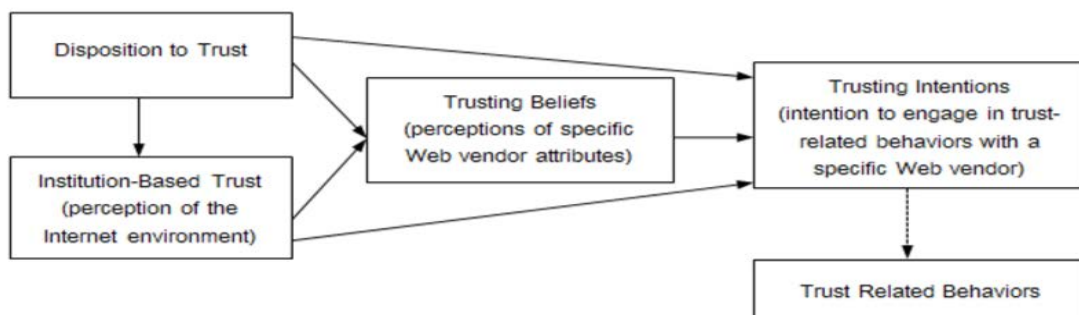 Disposition to Trust
Institution-Based Trust
(perception of the
Internet environment)
Trusting Beliefs
(perceptions of specific
Web vendor attributes)
Trusting Intentions
(intention to engage in trust-
related behaviors with a
specific Web vendor)
Trust Related Behaviors